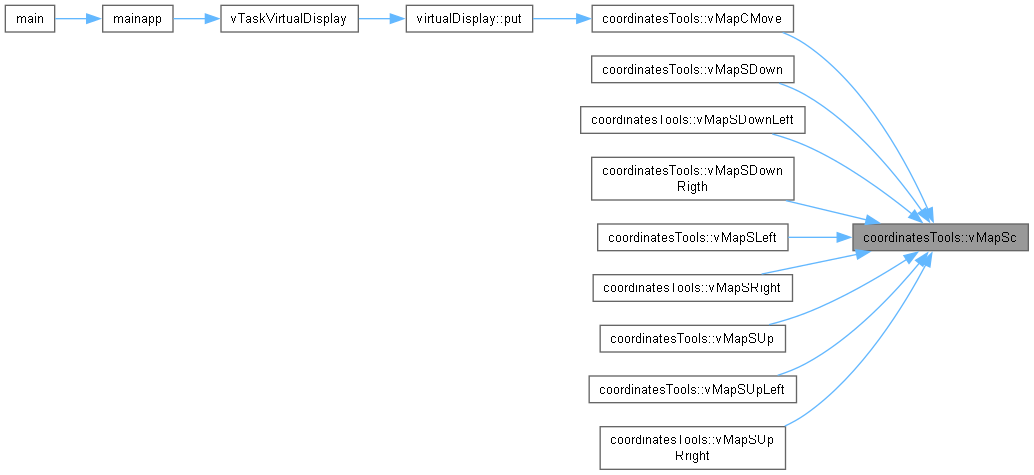 main
mainapp
vTaskVirtualDisplay
virtualDisplay::put
coordinatesTools::vMapCMove
coordinatesTools::vMapSDown
coordinatesTools::vMapSDownLeft
coordinatesTools::vMapSDown
Rigth
coordinatesTools::vMapSLeft
coordinatesTools::vMapSRight
coordinatesTools::vMapSUp
coordinatesTools::vMapSUpLeft
coordinatesTools::vMapSUp
Rright
coordinatesTools::vMapSc